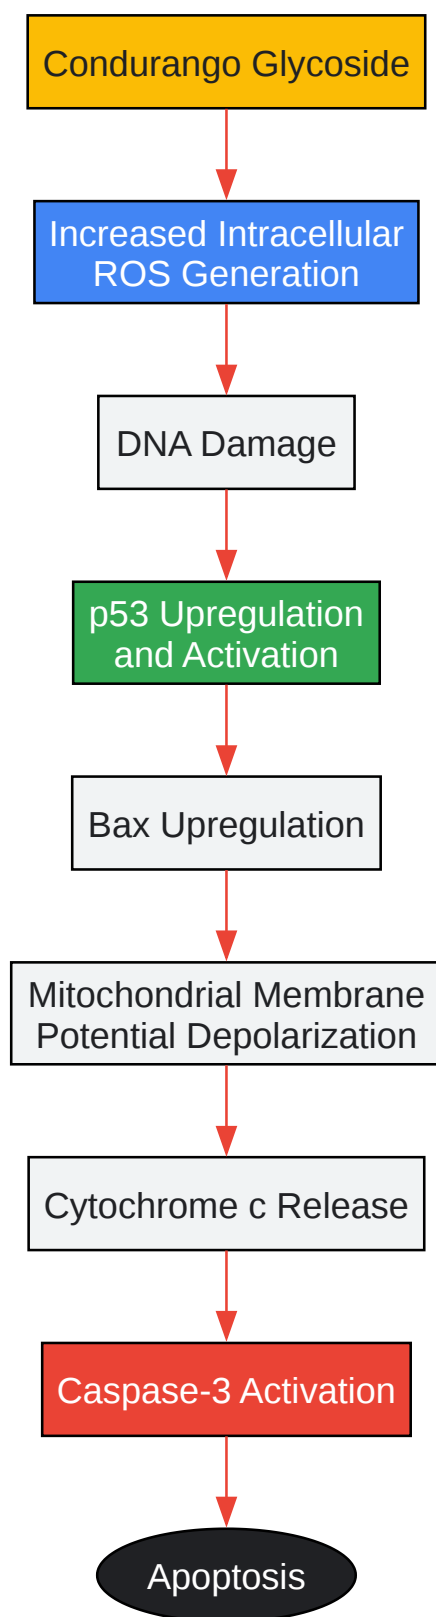 Condurango Glycoside
Increased Intracellular
ROS Generation
DNA Damage
p53 Upregulation
and Activation
Bax Upregulation
Mitochondrial Membrane
Potential Depolarization
Cytochrome c Release
Caspase-3 Activation
Apoptosis